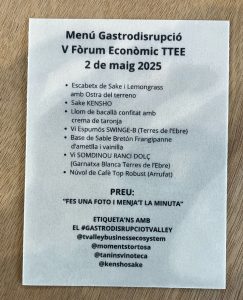 Menú Gastrodisrupció
V Fòrum Econòmic TTEE
2 de maig 2025
• Escabetx de Sake i Lemongrass
amb Ostra del terreno
• Sake KENSHO
• Llom de bacallà confitat amb
crema de taronja
• Vi Espumós SWINGE-B (Terres de l'Ebre)
• Base de Sable Bretón Frangipanne
d'ametlla i vainilla
• VI SOMDINOU RANCI DOLÇ
(Garnatxa Blanca Terres de l'Ebre)
• Núvol de Cafè Top Robust (Arrufat)
PREU:
"FES UNA FOTO I MENJA'T LA MINUTA"
ETIQUETA'NS AMB
EL #GASTRODISRUPCIOTVALLEY
@tvalleybusinessecosystem
@momentstortosa
@taninsvinoteca
@kenshosake